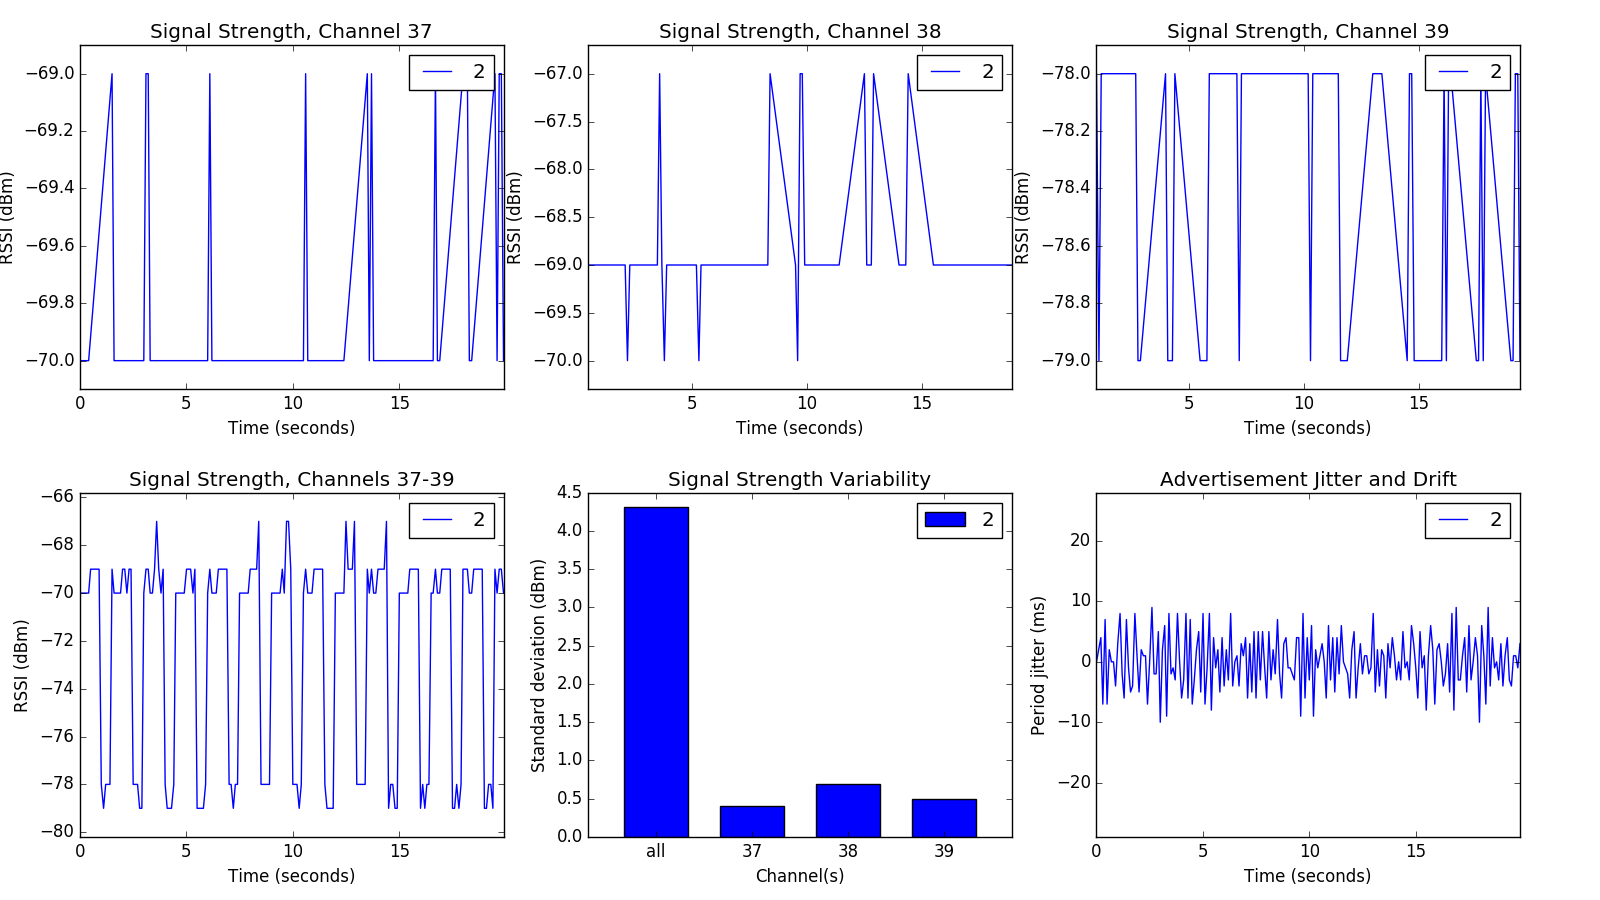 Signal Strength, Channel 37
2
−69.0
−69.2
−69.4
−69.6
−69.8
−70.0
RSSI (dBm)
0 5 10 15
Time (seconds)
Signal Strength, Channel 38
2
−67.0
−67.5
−68.0
−68.5
−69.0
−69.5
−70.0
RSSI (dBm)
5 10 15
Time (seconds)
Signal Strength, Channel 39
2
−78.0
−78.2
−78.4
−78.6
−78.8
−79.0
RSSI (dBm)
5 10 15
Time (seconds)
Signal Strength, Channels 37-39
2
−66
−68
−70
−72
−74
−76
−78
−80
RSSI (dBm)
0 5 10 15
Time (seconds)
Signal Strength Variability
2
4.5
4.0
3.5
3.0
2.5
2.0
1.5
1.0
0.5
0.0
Standard deviation (dBm)
all 37 38 39
Channel(s)
Advertisement Jitter and Drift
2
20
10
0
−10
−20
Period jitter (ms)
0 5 10 15
Time (seconds)